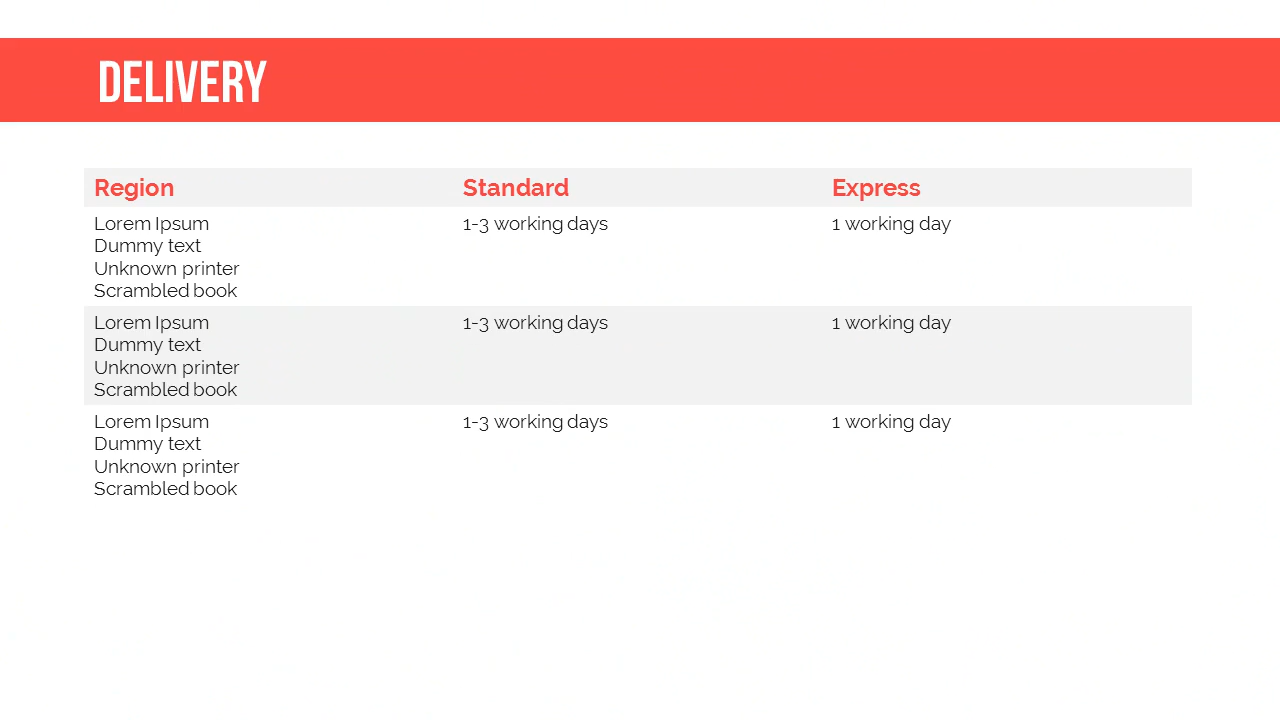 DELIVERY
Region Standard Express
Lorem Ipsum 1-3 working days 1 working day
Dummy text
Unknown printer
Scrambled book
Lorem Ipsum 1-3 working days 1 working day
Dummy text
Unknown printer
Scrambled book
Lorem Ipsum 1-3 working days 1 working day
Dummy text
Unknown printer
Scrambled book